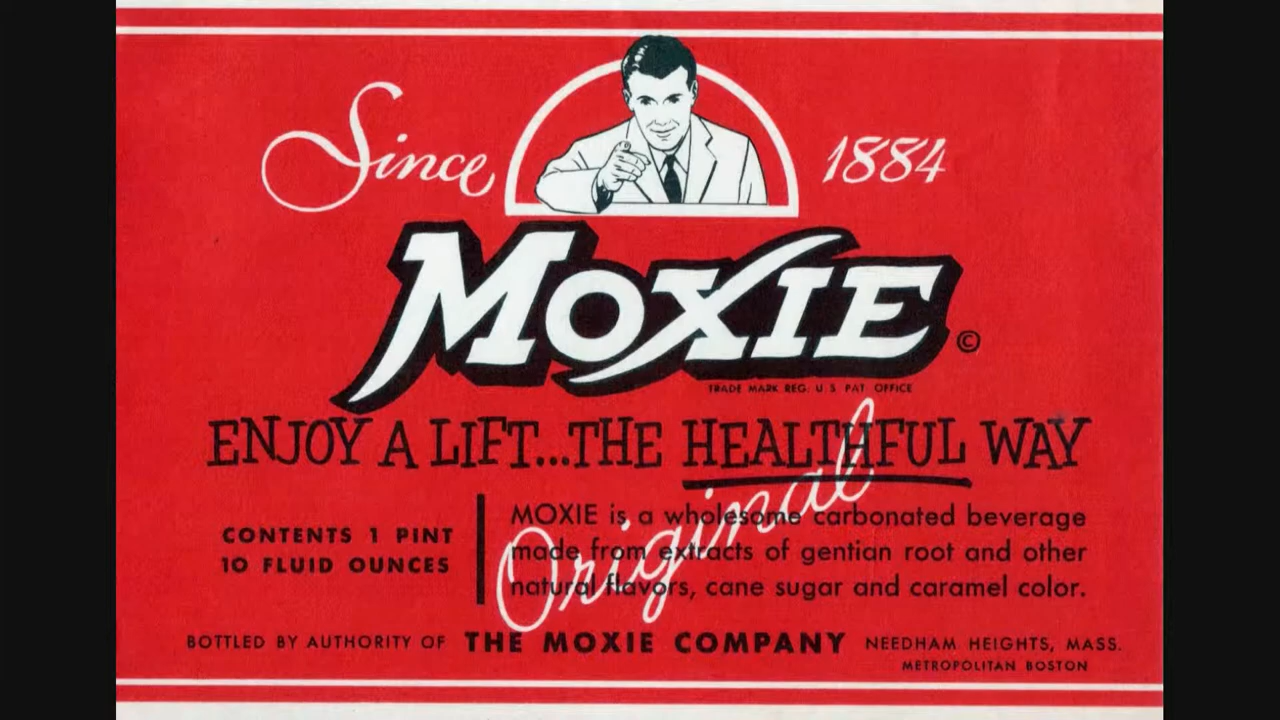 Since 1884
MOXIE ©
TRADE MARK REG. U.S. PAT. OFFICE
ENJOY A LIFT...THE HEALTHFUL WAY
Original
CONTENTS 1 PINT
10 FLUID OUNCES
MOXIE is a wholesome carbonated beverage
made from extracts of gentian root and other
natural flavors, cane sugar and caramel color.
BOTTLED BY AUTHORITY OF THE MOXIE COMPANY NEEDHAM HEIGHTS, MASS.
METROPOLITAN BOSTON